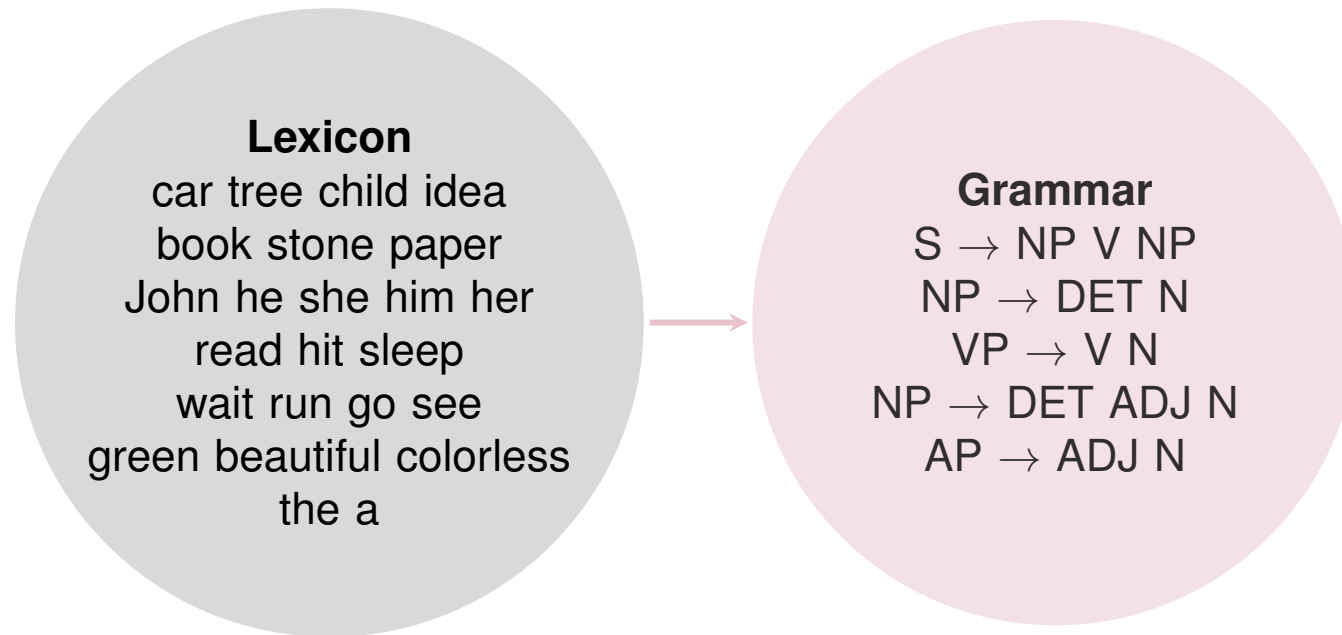 Lexicon
car tree child idea
book stone paper
John he she him her
read hit sleep
wait run go see
green beautiful colorless
the a
Grammar
S → NP V NP
NP → DET N
VP → V N
NP → DET ADJ N
AP → ADJ N